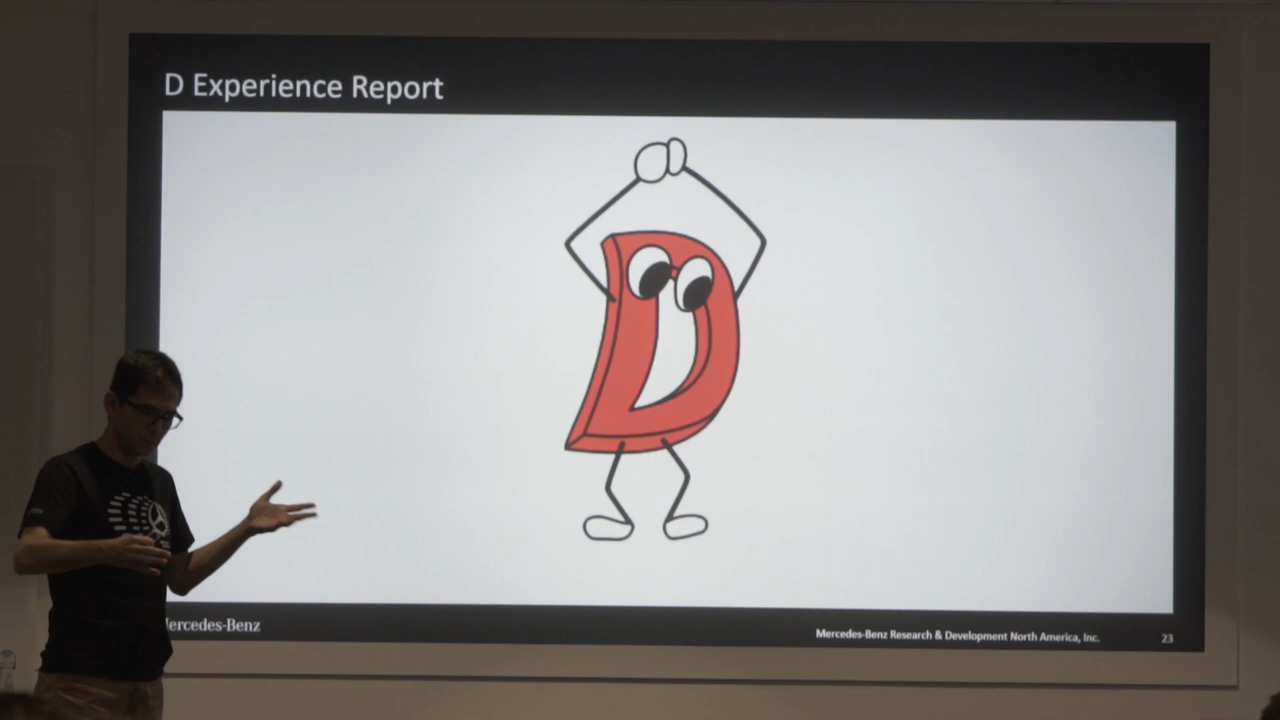 D Experience Report
D
ercedes-Benz
Mercedes-Benz Research & Development North America, Inc.
23